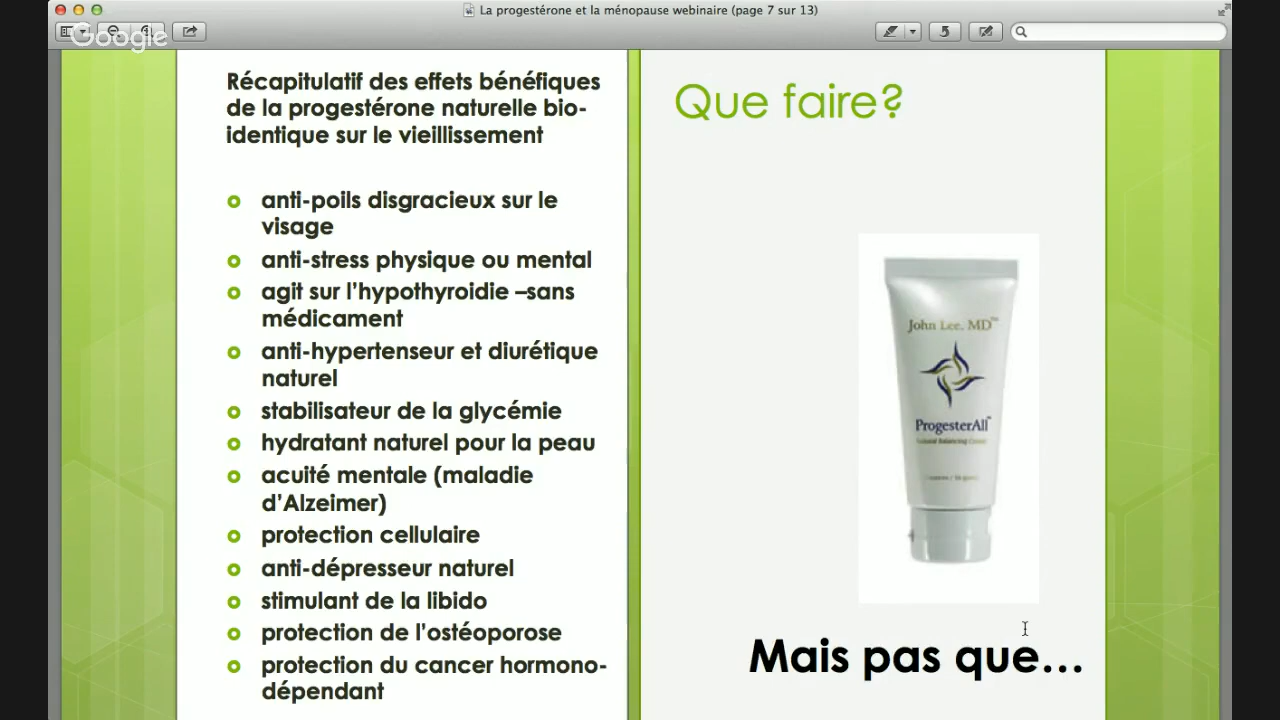 La progestérone et la ménopause webinaire (page 7 sur 13)
Google
Récapitulatif des effets bénéfiques
de la progestérone naturelle bio-
identique sur le vieillissement
anti-poils disgracieux sur le
visage
anti-stress physique ou mental
agit sur l'hypothyroidie –sans
médicament
anti-hypertenseur et diurétique
naturel
stabilisateur de la glycémie
hydratant naturel pour la peau
acuité mentale (maladie
d'Alzeimer)
protection cellulaire
anti-dépresseur naturel
stimulant de la libido
protection de l'ostéoporose
protection du cancer hormono-
dépendant
Que faire?
John Lee, MD™
ProgesterAll™
Balancing Cream
Mais pas que...